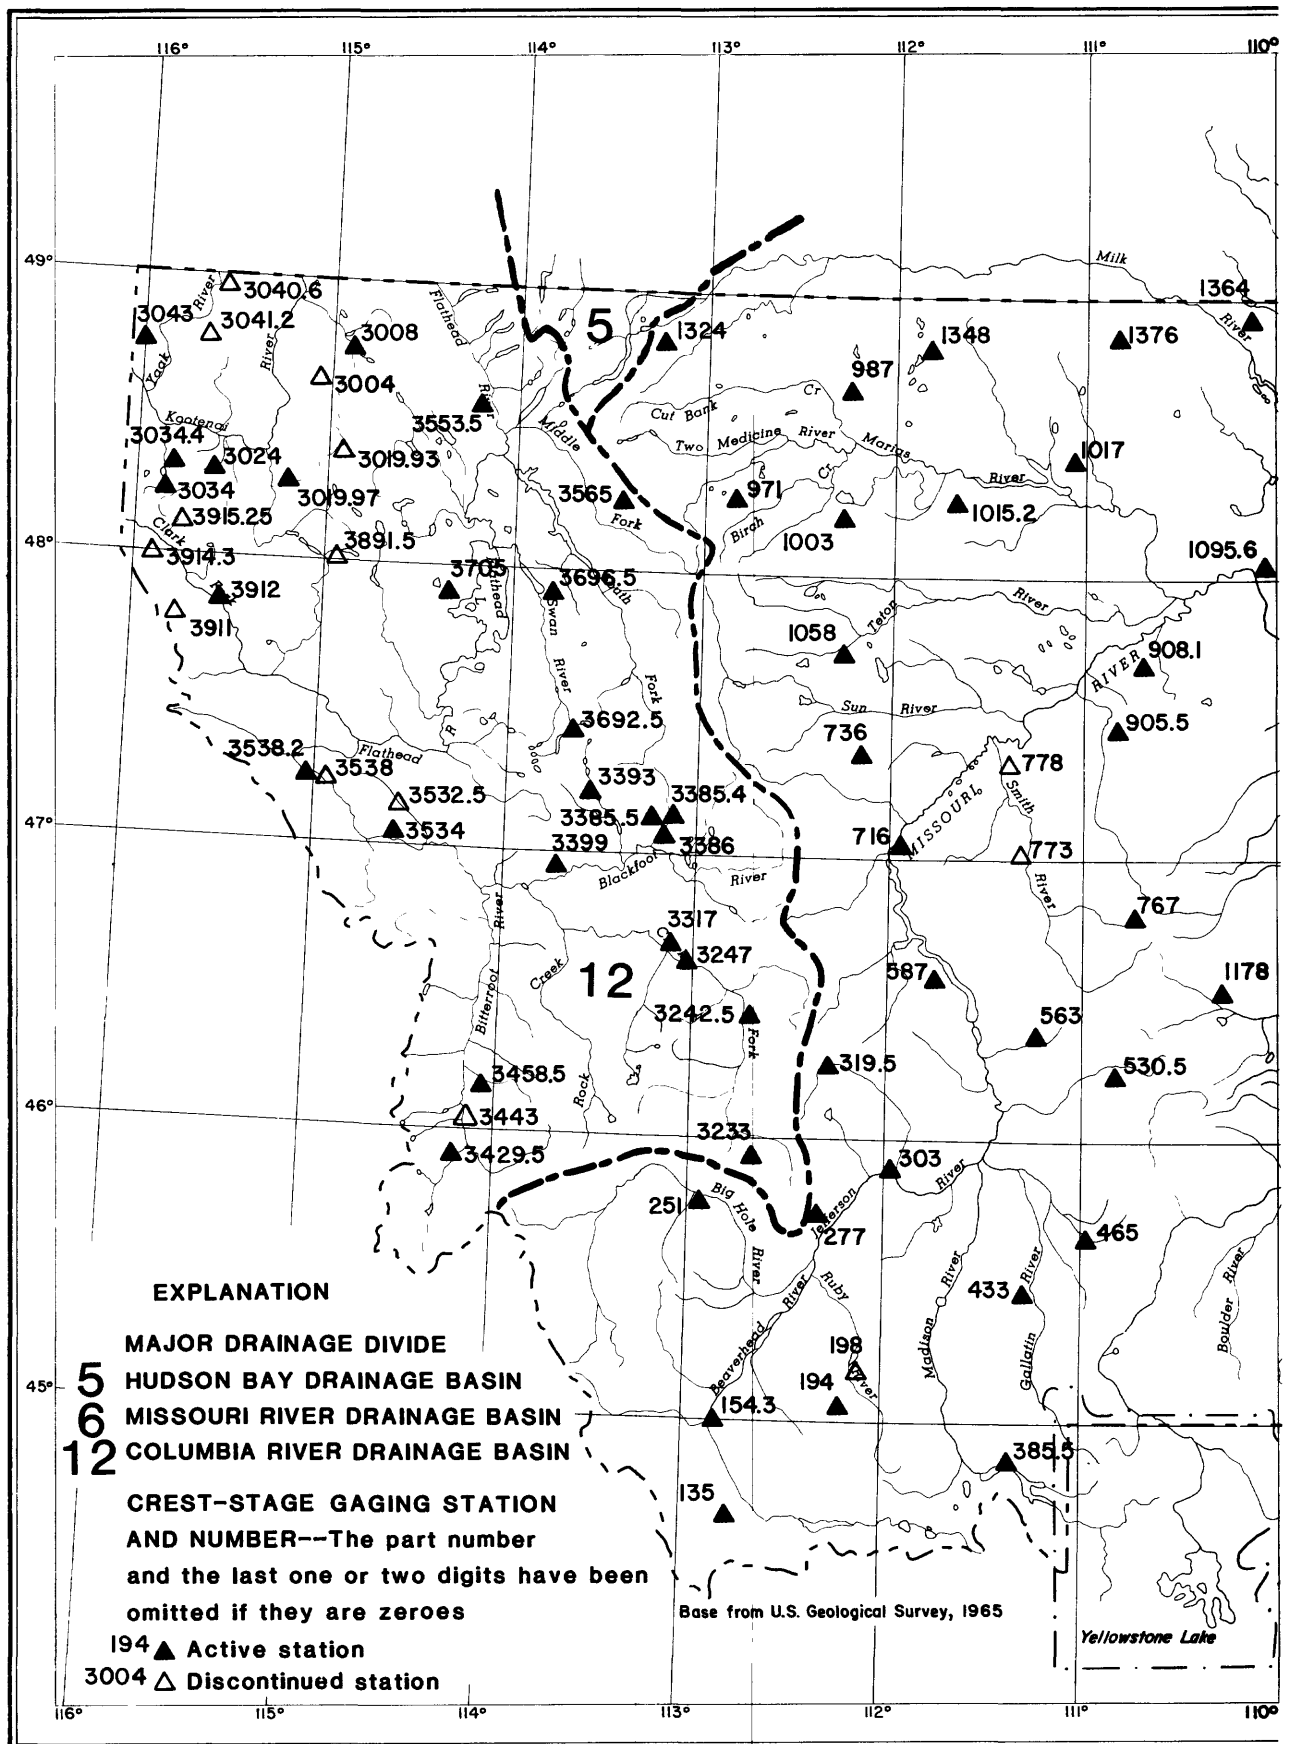 116° 115° 114° 113° 112° 111° 110°
49°
Milk
1364
River
3040.6
River
3043
3041.2
3008
Flathead
5
1324
1348
1376
River
Yaak
3004
987
Cr
Cut Bank
Kootenai
River
3553.5
Middle
Two Medicine River
Marias
3034.4
3024
3019.93
1017
River
3034
3019.97
3565
971
Cr
1015.2
3915.25
Fork
Birch
1003
Clark
48°
3914.3
3891.5
1095.6
3912
3705
3696.5
Swan
River
3911
1058
Teton
908.1
RIVER
River
Fork
Sun River
3692.5
736
905.5
R
3538.2
Flathead
3538
778
3393
Smith
3532.5
3385.4
3385.5
MISSOURI
47°
3534
3386
716
3399
773
Blackfoot
River
River
River
767
3317
3247
12
587
1178
Creek
Bitterroot
3242.5
563
Fork
319.5
530.5
3458.5
Rock
46°
3443
3233
3429.5
303
River
251
Big Hole
Jefferson
277
465
River
River
Ruby
River
River
River
433
Boulder
EXPLANATION
MAJOR DRAINAGE DIVIDE
198
Madison
Gallatin
Beaverhead
5 HUDSON BAY DRAINAGE BASIN
45°
194
River
154.3
6 MISSOURI RIVER DRAINAGE BASIN
12 COLUMBIA RIVER DRAINAGE BASIN
385.5
135
CREST-STAGE GAGING STATION
AND NUMBER--The part number
and the last one or two digits have been
omitted if they are zeroes
Base from U.S. Geological Survey, 1965
194 Active station
Yellowstone Lake
3004 Discontinued station
116° 115° 114° 113° 112° 111° 110°